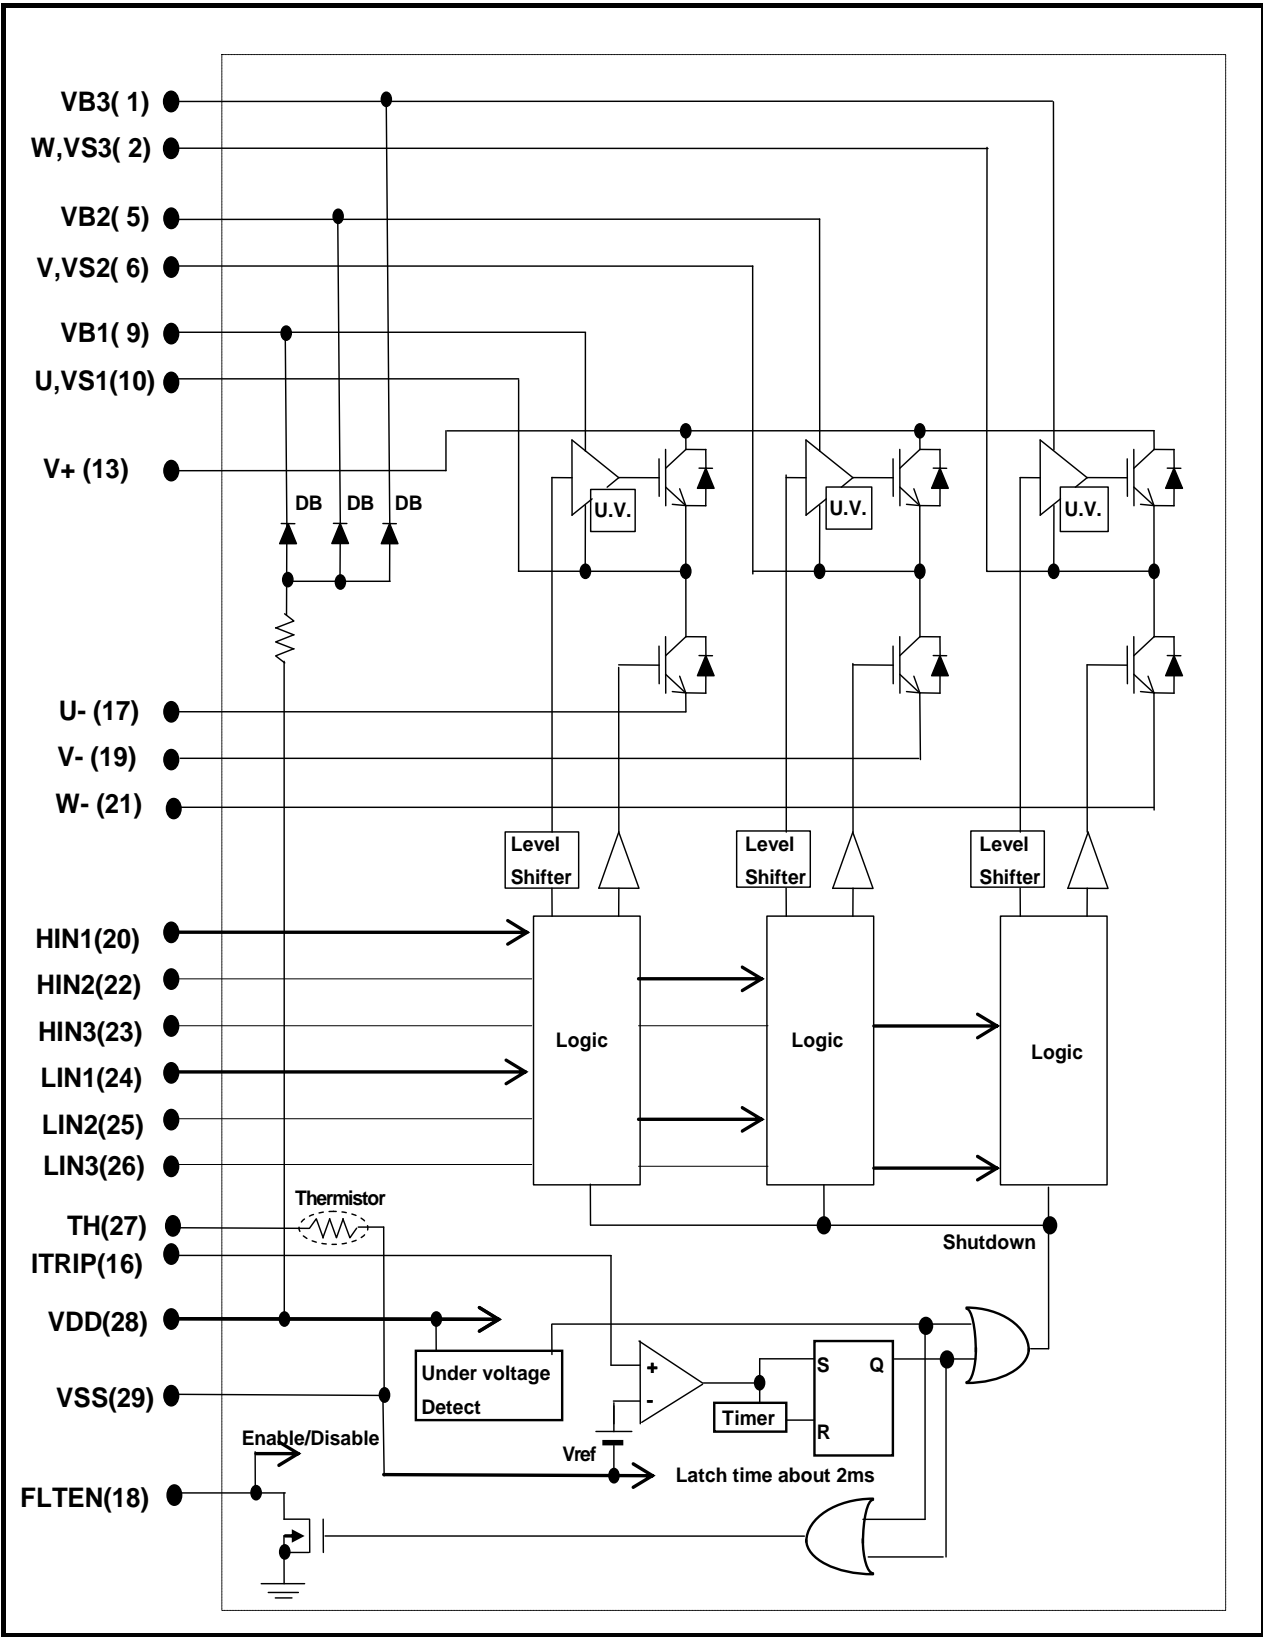 VB3( 1)
W,VS3( 2)
VB2( 5)
V,VS2( 6)
VB1( 9)
U,VS1(10)
V+ (13)
DB DB DB
U.V. U.V. U.V.
U- (17)
V- (19)
W- (21)
Level
Shifter
Level
Shifter
Level
Shifter
HIN1(20)
HIN2(22)
HIN3(23)
LIN1(24)
LIN2(25)
LIN3(26)
Logic
Logic
Logic
Thermistor
TH(27)
ITRIP(16)
Shutdown
VDD(28)
Under voltage
Detect
+
-
S Q
R
Timer
VSS(29)
Vref
Enable/Disable
Latch time about 2ms
FLTEN(18)